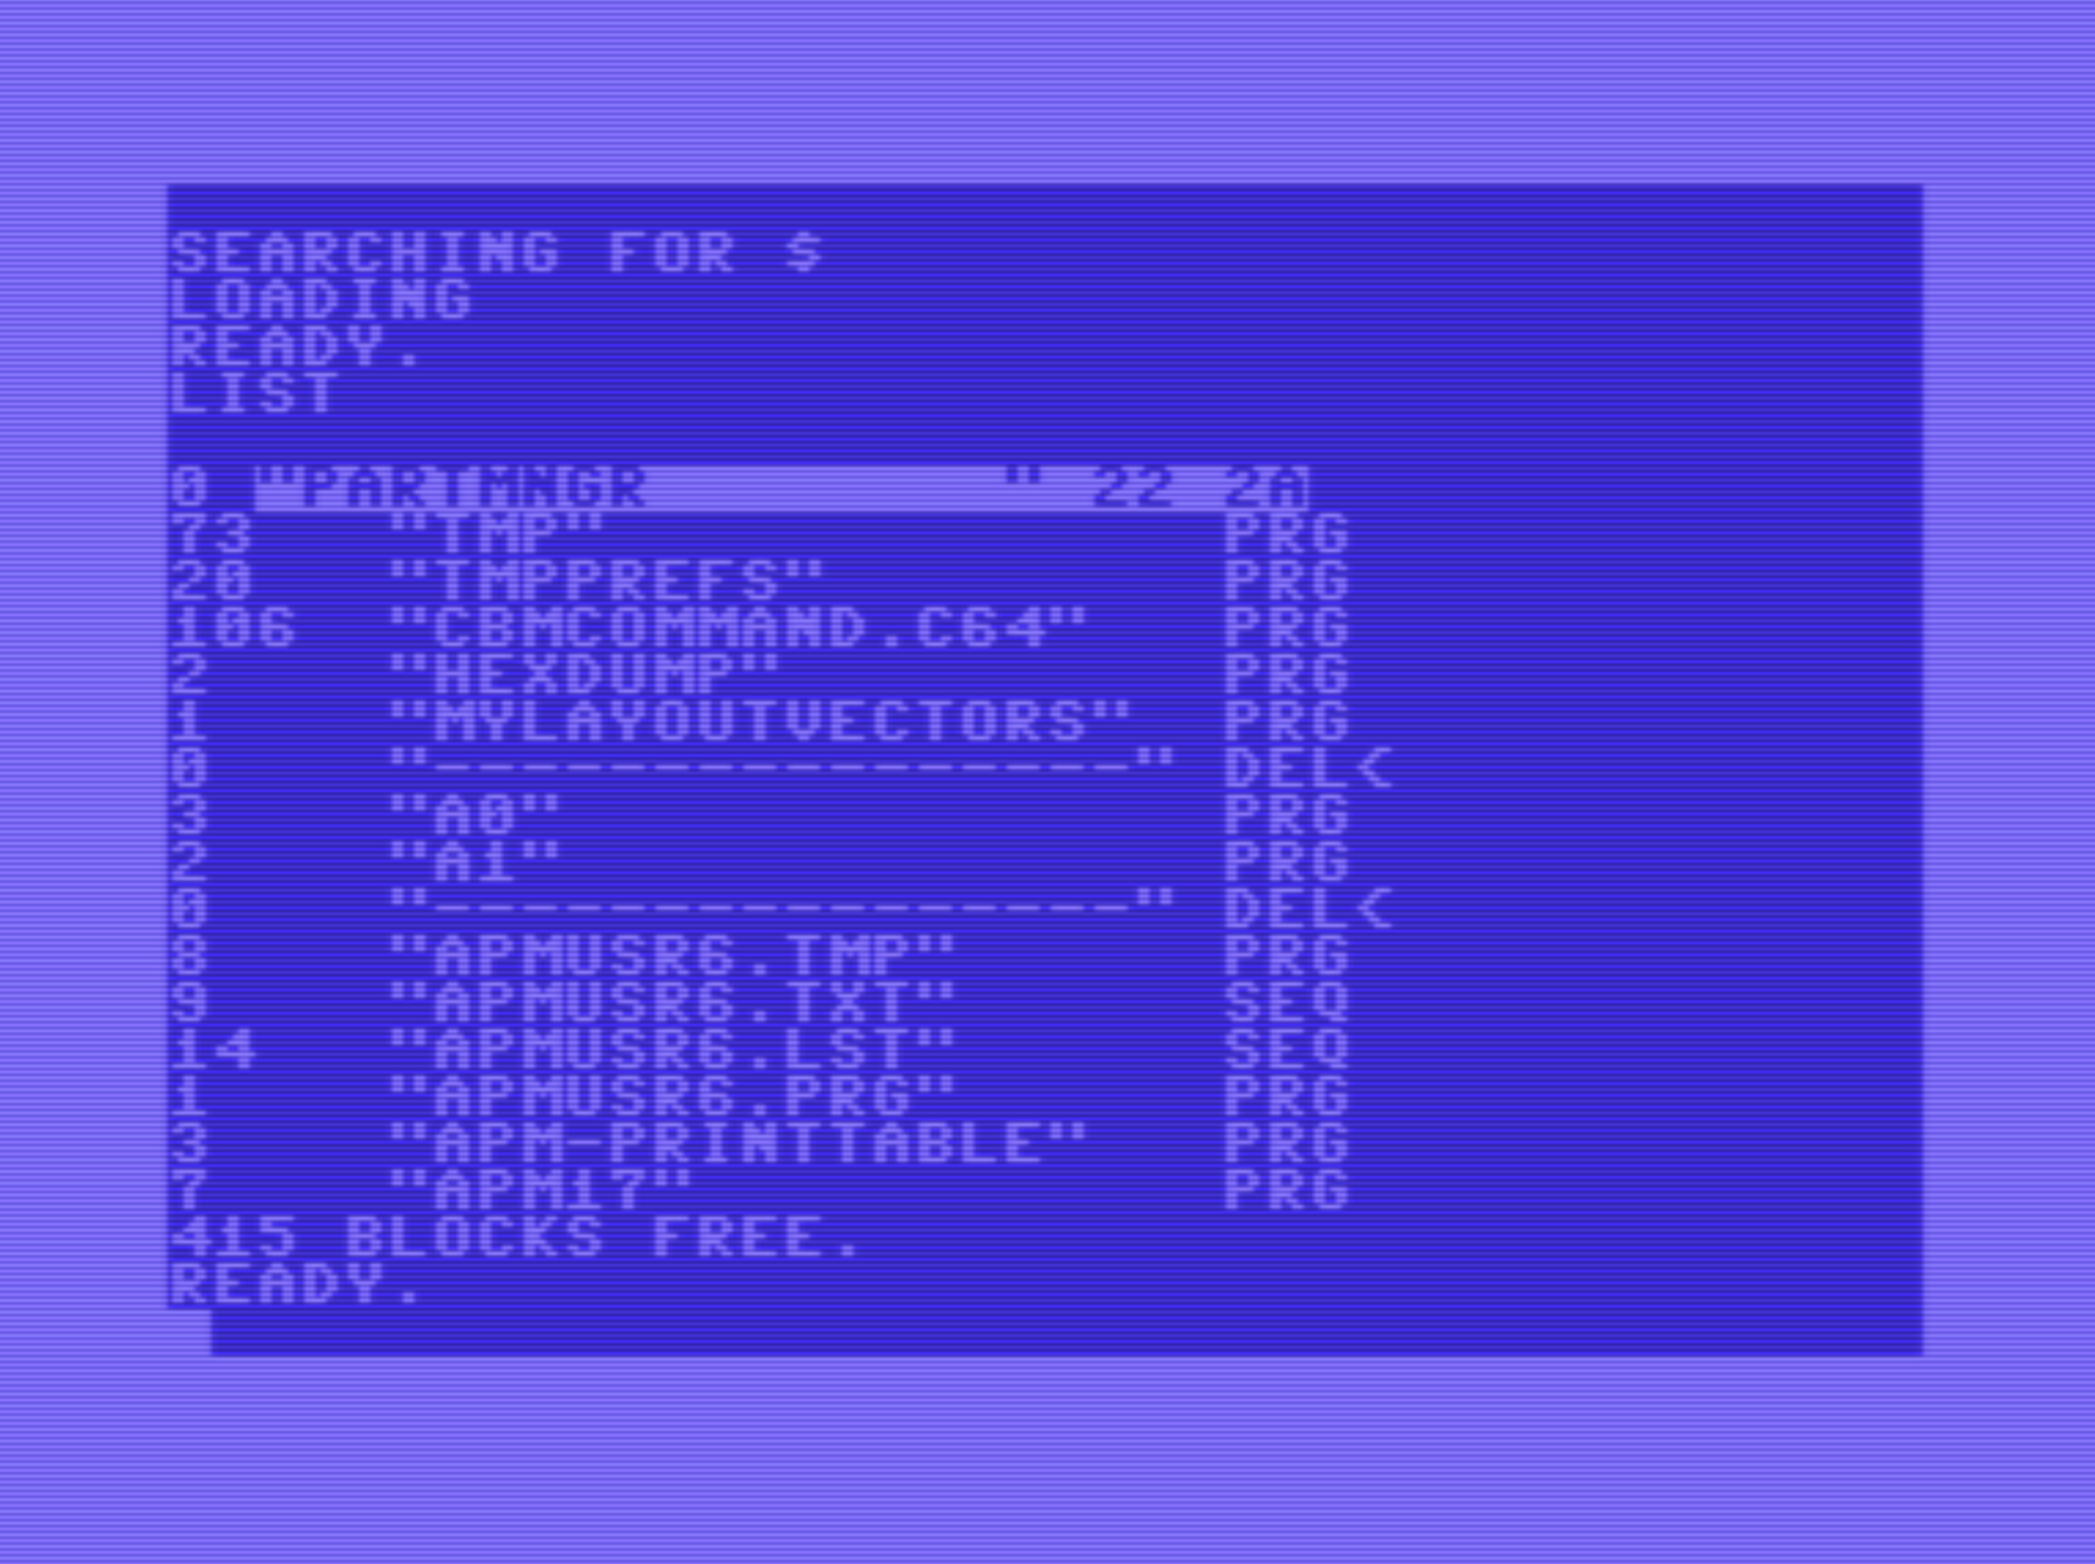 SEARCHING FOR $
LOADING
READY.
LIST
0 "PARTMNGR        " 22 2A
73   "TMP"              PRG
20   "TMPPREFS"         PRG
106  "CBMCOMMAND.C64"   PRG
2    "HEXDUMP"          PRG
1    "MYLAYOUTVECTORS"  PRG
0    "----------------" DEL<
3    "A0"               PRG
2    "A1"               PRG
0    "----------------" DEL<
8    "APMUSR6.TMP"      PRG
9    "APMUSR6.TXT"      SEQ
14   "APMUSR6.LST"      SEQ
1    "APMUSR6.PRG"      PRG
3    "APM-PRINTTABLE"   PRG
7    "APM17"            PRG
415 BLOCKS FREE.
READY.